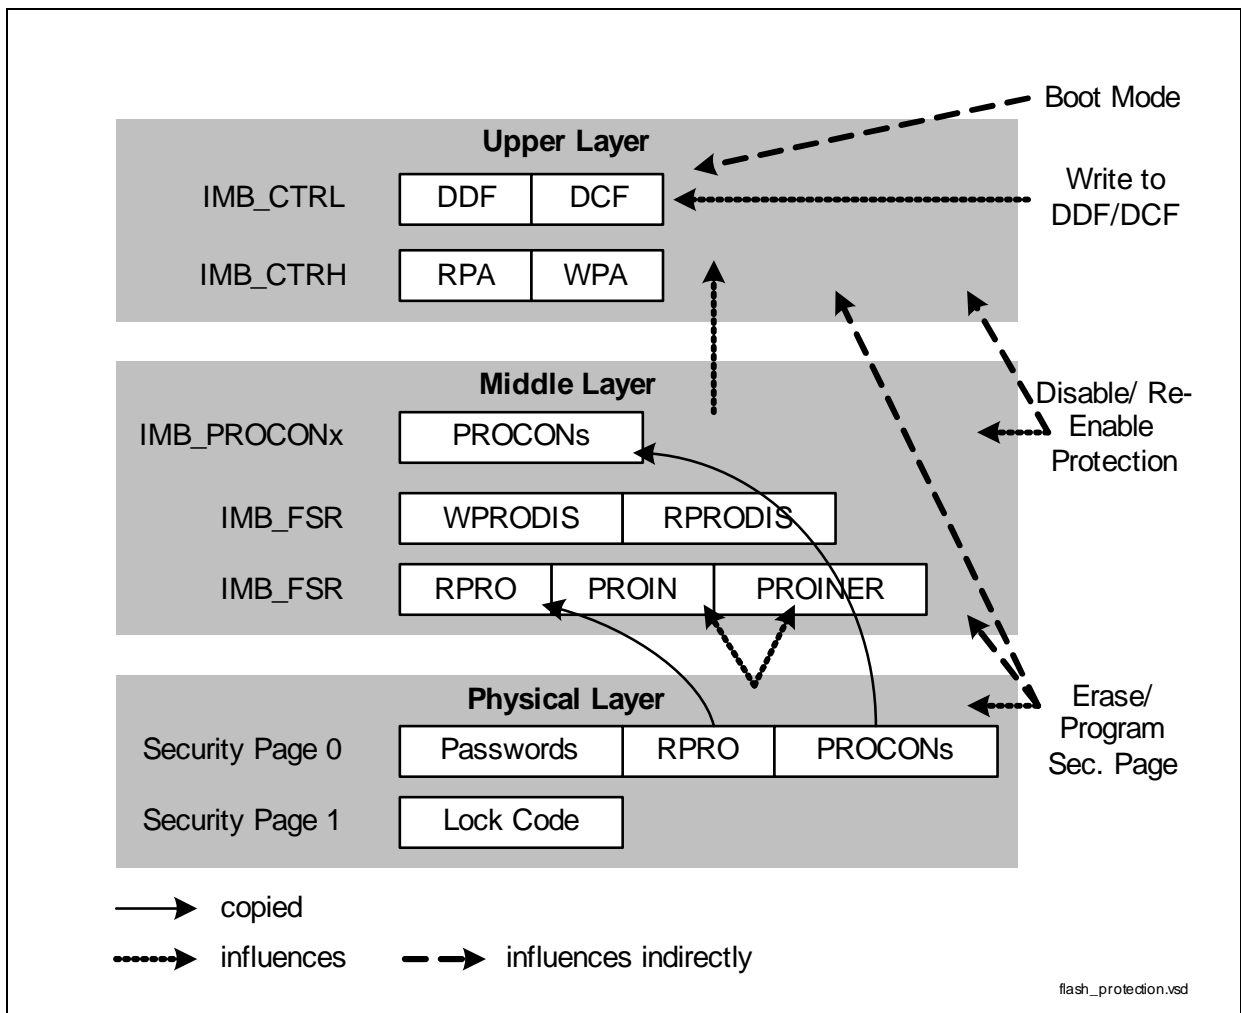 Boot Mode
Upper Layer
IMB_CTRL DDF DCF
Write to
DDF/DCF
IMB_CTRH RPA WPA
Middle Layer
IMB_PROCONx PROCONs
Disable/ Re-
Enable
Protection
IMB_FSR WPRODIS RPRODIS
IMB_FSR RPRO PROIN PROINER
Physical Layer
Security Page 0 Passwords RPRO PROCONs
Erase/
Program
Sec. Page
Security Page 1 Lock Code
copied
influences influences indirectly
flash_protection.vsd